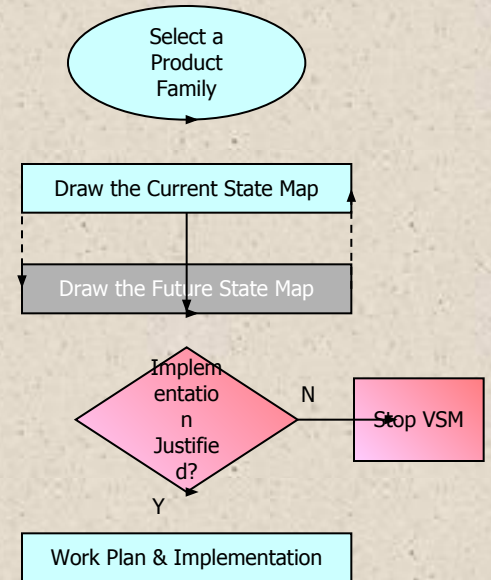 Select a
Product
Family
Draw the Current State Map
Draw the Future State Map
Implem
entatio
n
Justifie
d?
N
Stop VSM
Y
Work Plan & Implementation